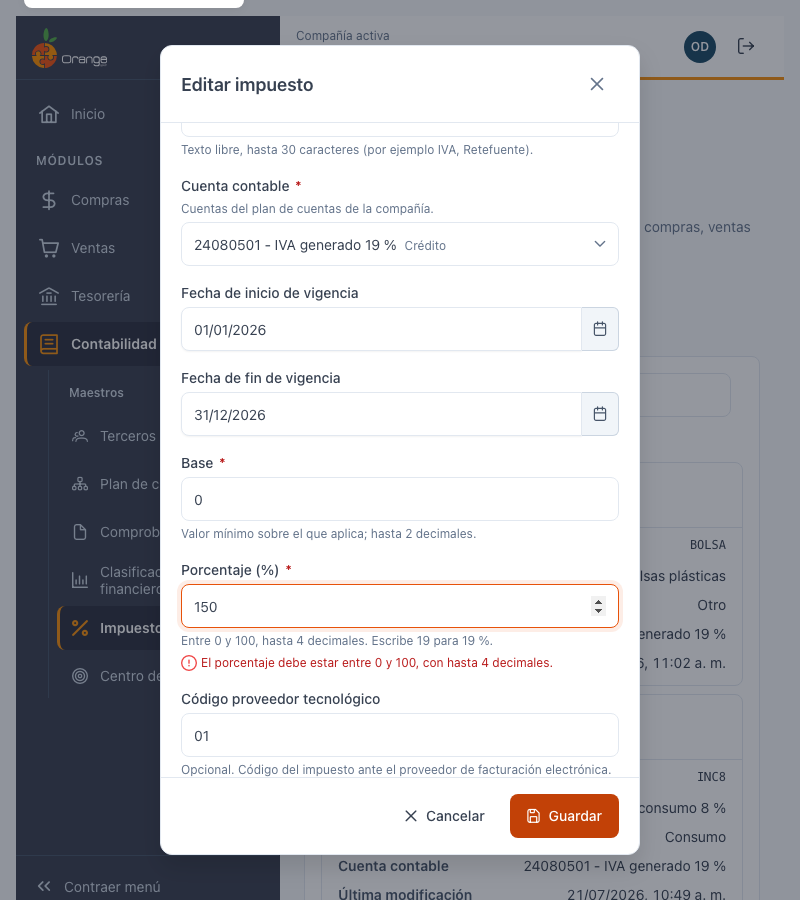 Compañía activa
Orange
OD
Inicio
MÓDULOS
Compras
Ventas
Tesorería
Contabilidad
Maestros
Terceros
Plan de c
Comprob
Clasificac
financiero
Impuesto
Centro de
Contraer menú
Editar impuesto
Texto libre, hasta 30 caracteres (por ejemplo IVA, Retefuente).
Cuenta contable *
Cuentas del plan de cuentas de la compañía.
24080501 - IVA generado 19 % Crédito
Fecha de inicio de vigencia
01/01/2026
Fecha de fin de vigencia
31/12/2026
Base *
0
Valor mínimo sobre el que aplica; hasta 2 decimales.
Porcentaje (%) *
150
Entre 0 y 100, hasta 4 decimales. Escribe 19 para 19 %.
El porcentaje debe estar entre 0 y 100, con hasta 4 decimales.
Código proveedor tecnológico
01
Opcional. Código del impuesto ante el proveedor de facturación electrónica.
Cancelar
Guardar
compras, ventas
BOLSA
lsas plásticas
Otro
enerado 19 %
6, 11:02 a. m.
INC8
consumo 8 %
Consumo
Cuenta contable 24080501 - IVA generado 19 %
Última modificación 21/07/2026, 10:49 a. m.